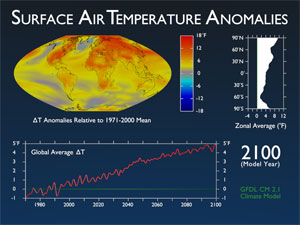 SURFACE AIR TEMPERATURE ANOMALIES
18°F
12
6
0
-6
-12
-18
90°N
60°N
30°N
0
30°S
60°S
90°S
-4 0 4 8 12
ΔT Anomalies Relative to 1971-2000 Mean
Zonal Average (°F)
Global Average ΔT
5°F
4
3
2
1
0
-1
5°F
4
3
2
1
0
-1
1980 2000 2020 2040 2060 2080 2100
2100
(Model Year)
GFDL CM 2.1
Climate Model